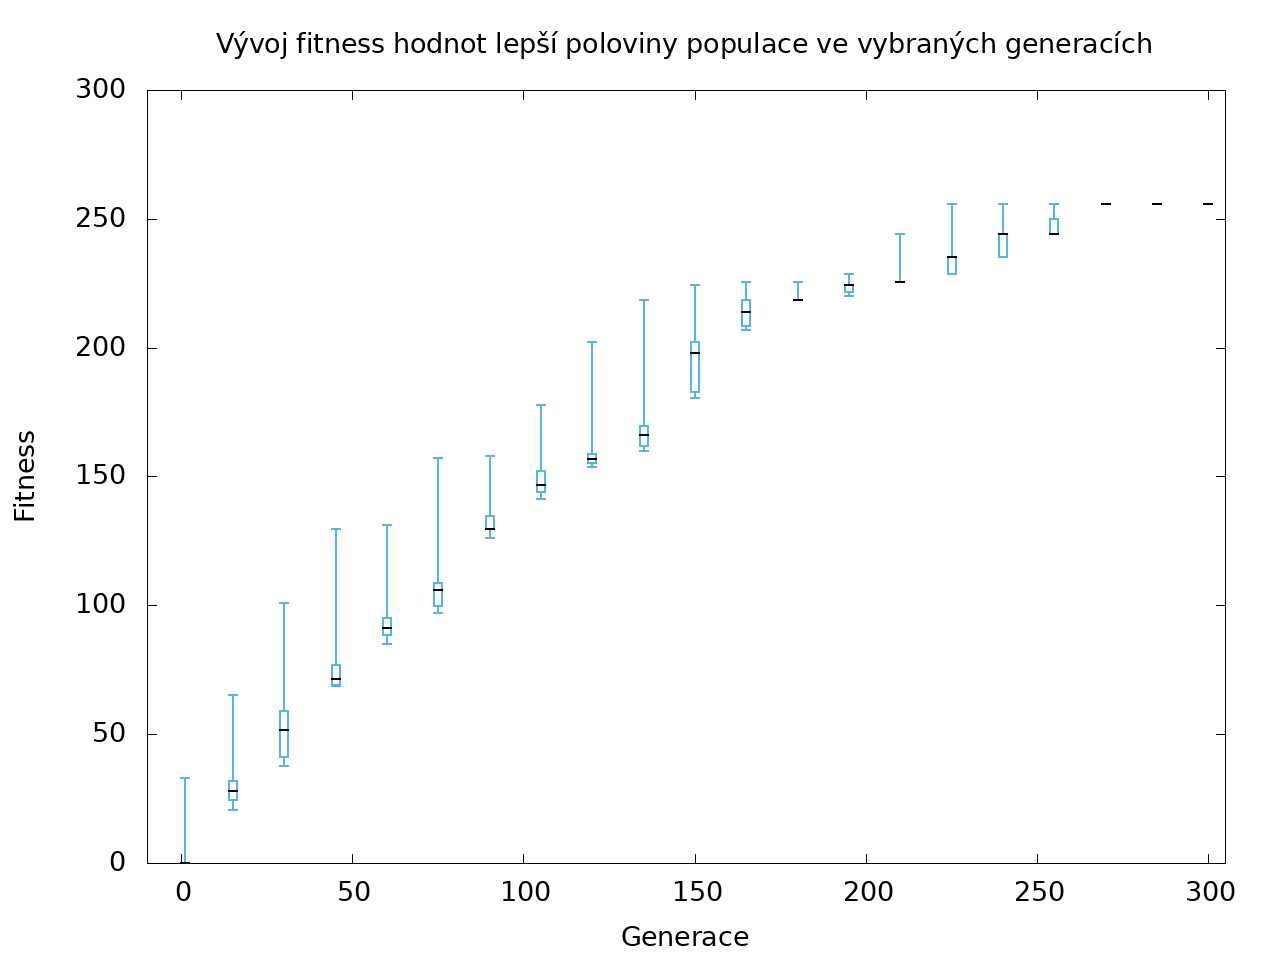 Vývoj fitness hodnot lepší poloviny populace ve vybraných generacích
300
250
200
150
100
50
0
Fitness
0 50 100 150 200 250 300
Generace